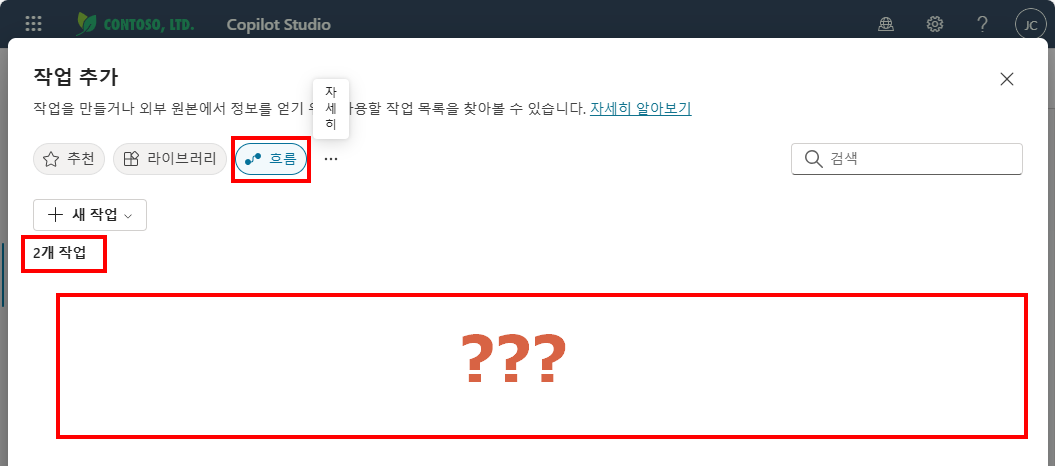 CONTOSO, LTD. Copilot Studio ? JC
작업 추가
자세히
작업을 만들거나 외부 원본에서 정보를 얻기 위 사용할 작업 목록을 찾아볼 수 있습니다. 자세히 알아보기
추천 라이브러리 흐름 ... 검색
새 작업
2개 작업
???